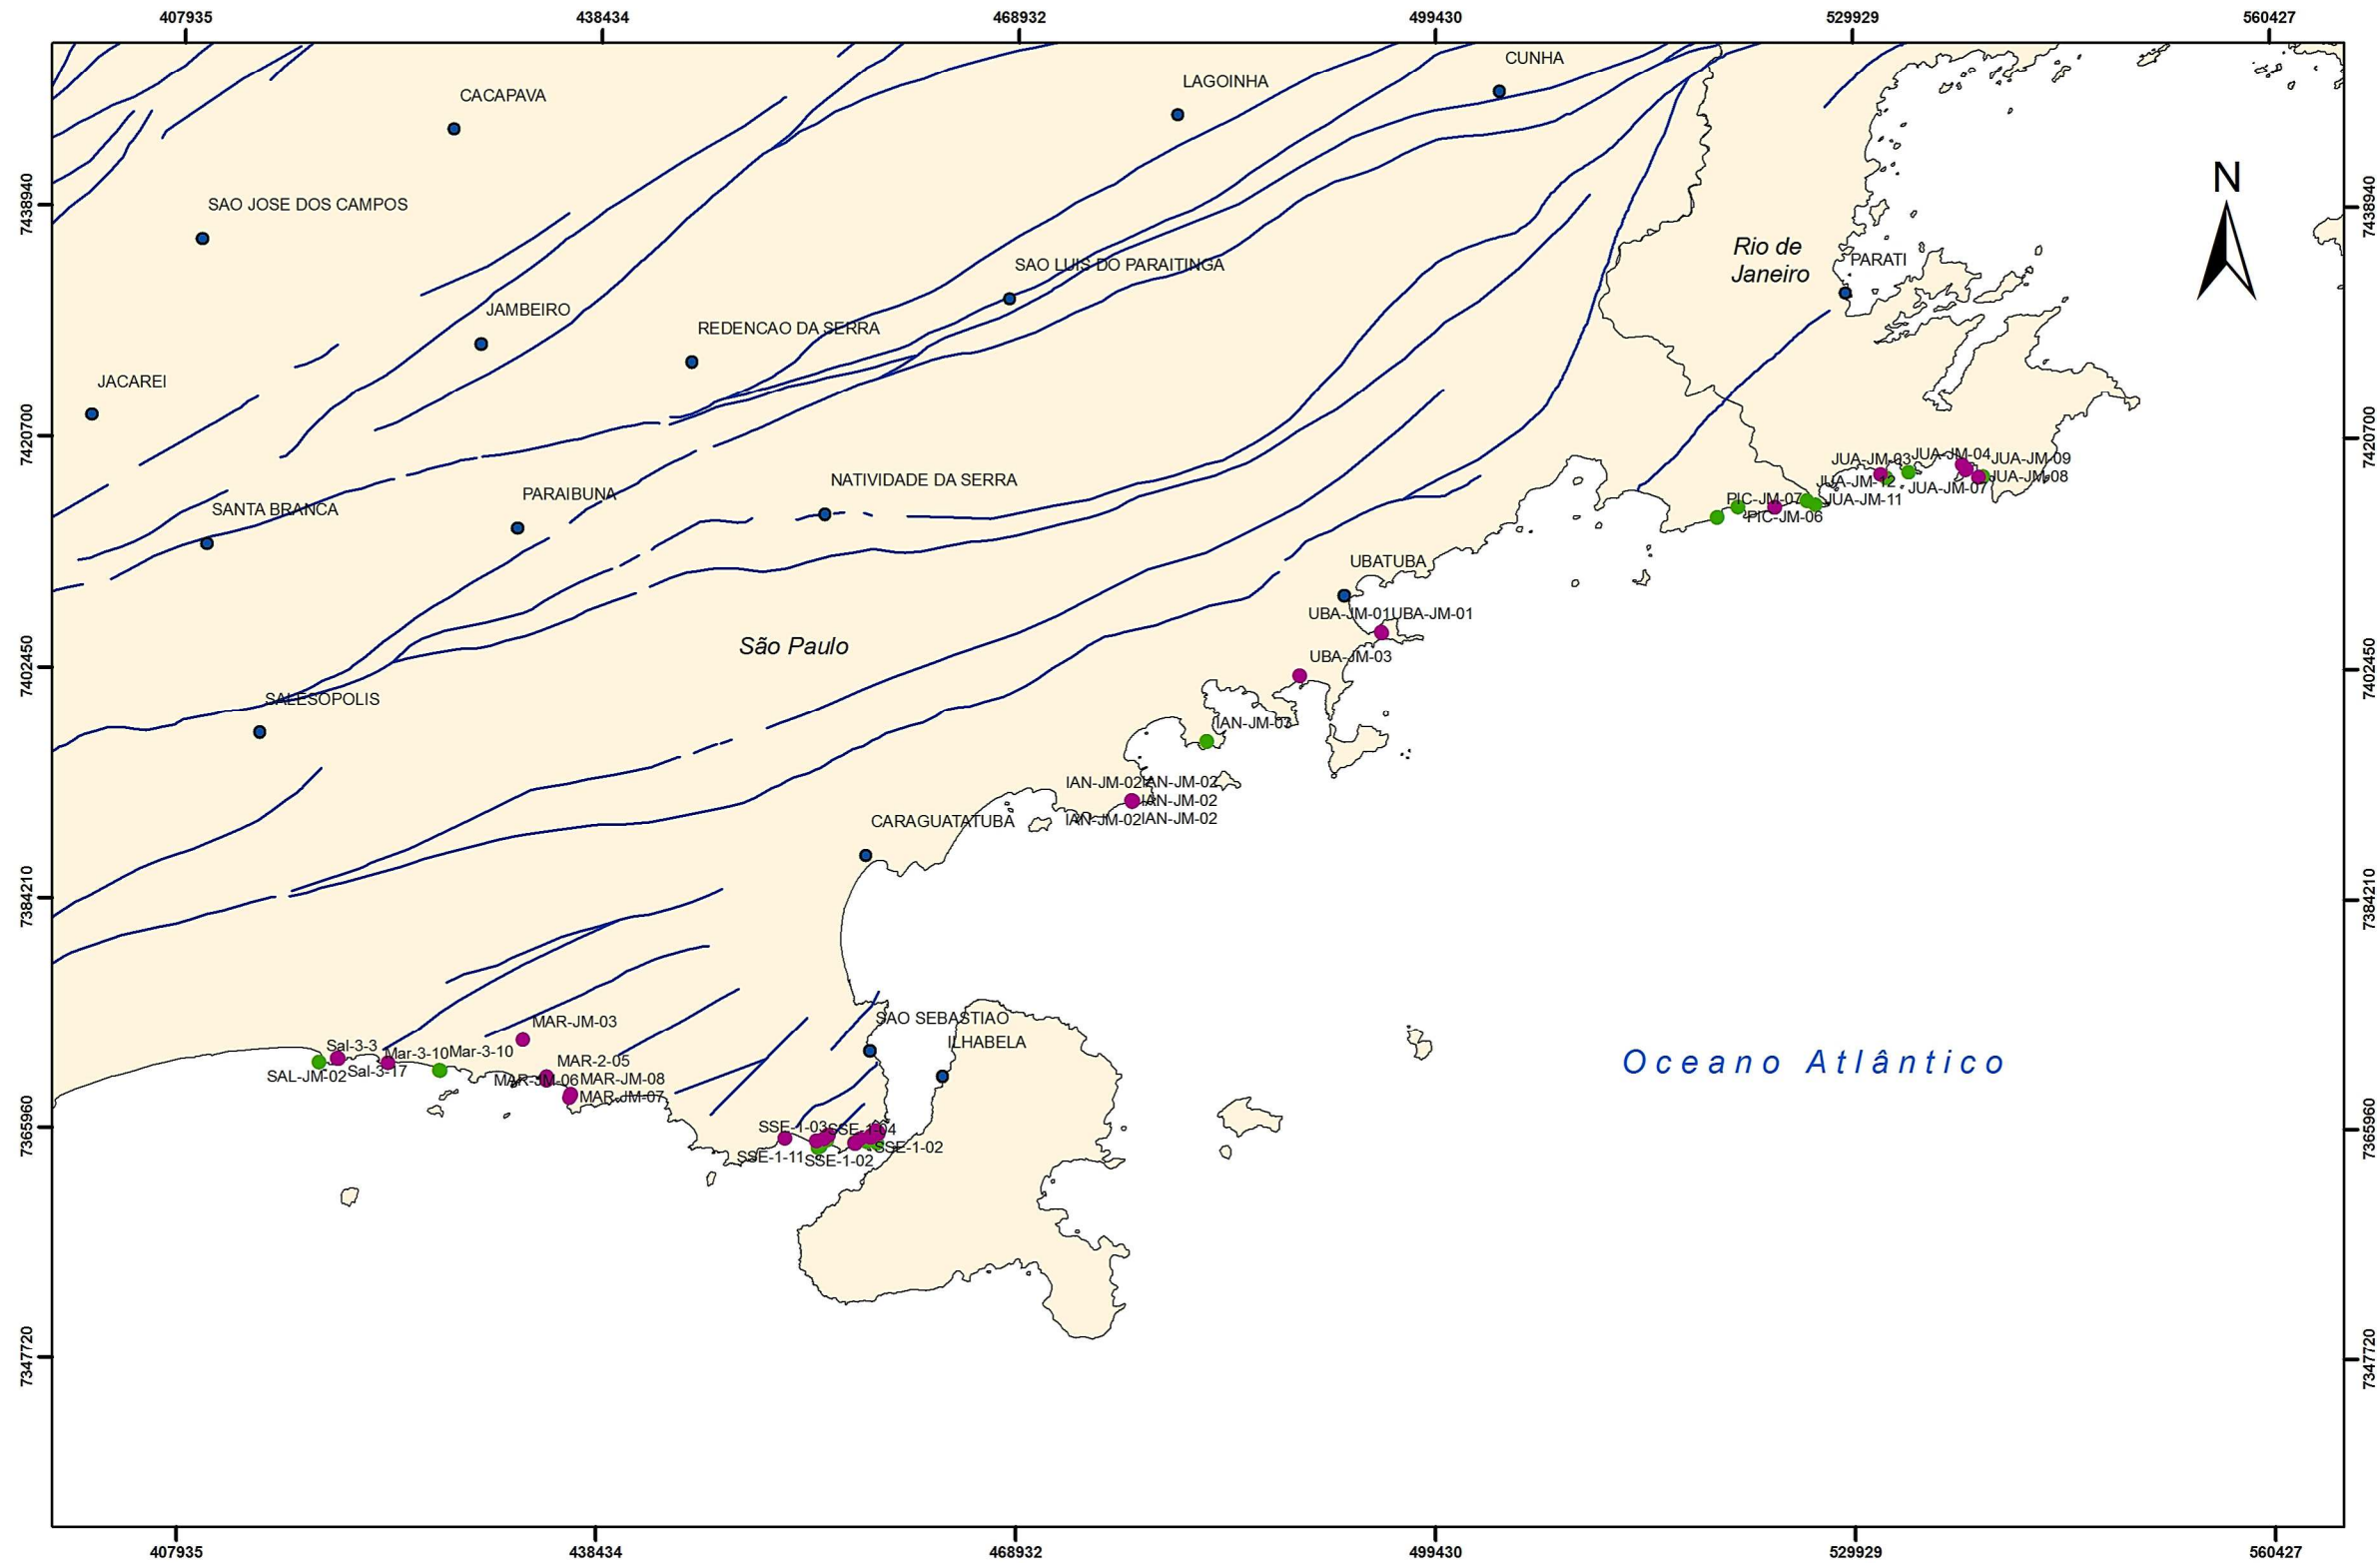 407935 438434 468932 499430 529929 560427
CUNHA
LAGOINHA
CACAPAVA
N
7438940
7438940
SAO JOSE DOS CAMPOS
Rio de
Janeiro
PARATI
SAO LUIS DO PARAITINGA
JAMBEIRO
REDENCAO DA SERRA
JACAREI
7420700
7420700
JUA-JM-03
JUA-JM-04
JUA-JM-09
JUA-JM-08
JUA-JM-12
JUA-JM-07
JUA-JM-11
PIC-JM-07
PIC-JM-06
NATIVIDADE DA SERRA
PARAIBUNA
SANTA BRANCA
UBATUBA
UBA-JM-01
UBA-JM-01
São Paulo
UBA-JM-03
7402450
7402450
SALESOPOLIS
IAN-JM-03
IAN-JM-02
IAN-JM-02
IAN-JM-02
IAN-JM-02
IAN-JM-02
CARAGUATATUBA
7384210
7384210
SAO SEBASTIAO
ILHABELA
MAR-JM-03
Sal-3-3
Mar-3-10
Mar-3-10
MAR-2-05
SAL-JM-02
Sal-3-17
MAR-JM-06
MAR-JM-08
MAR-JM-07
Oceano Atlântico
7365960
7365960
SSE-1-03
SSE-1-04
SSE-1-02
SSE-1-11
SSE-1-02
7347720
7347720
407935 438434 468932 499430 529929 560427